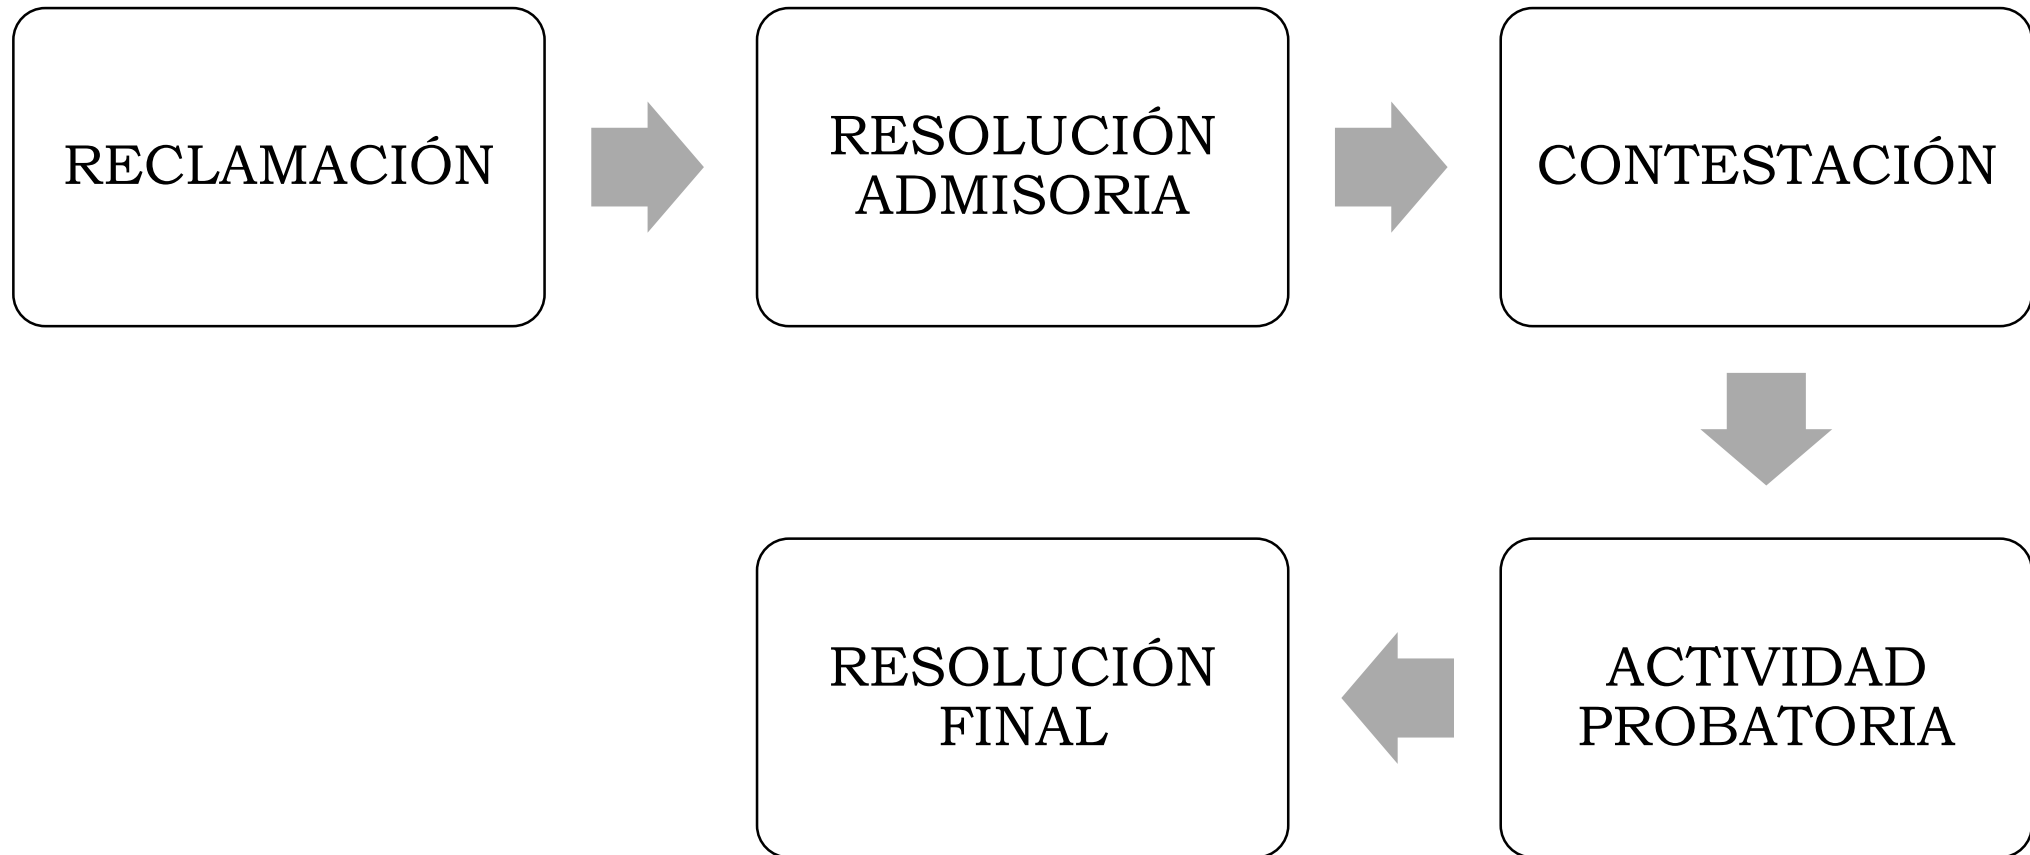 RECLAMACIÓN
RESOLUCIÓN
ADMISORIA
CONTESTACIÓN
ACTIVIDAD
PROBATORIA
RESOLUCIÓN
FINAL